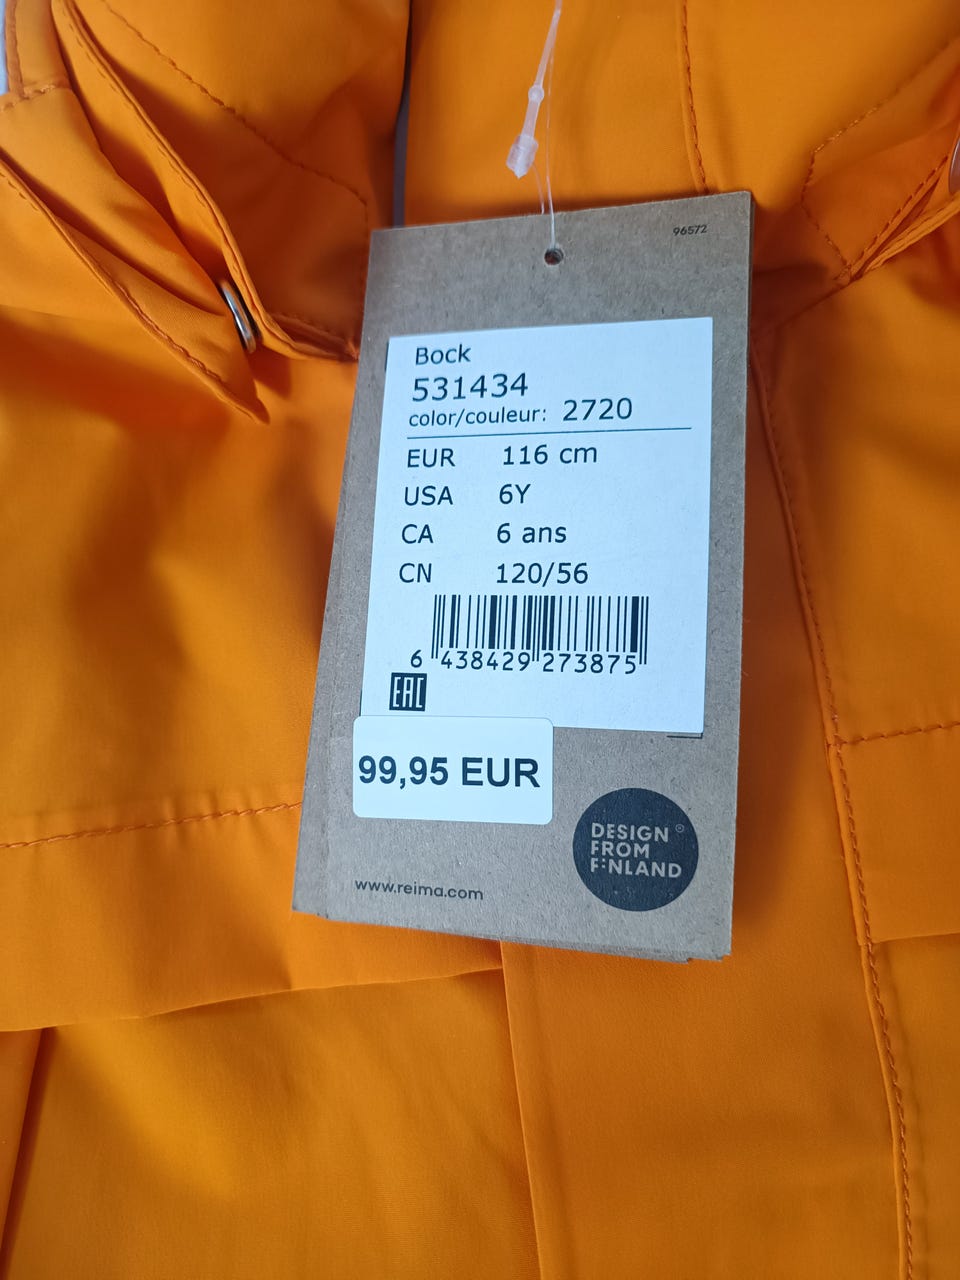 96572
Bock
531434
color/couleur: 2720
EUR 116 cm
USA 6Y
CA 6 ans
CN 120/56
6 438429 273875
EAC
99,95 EUR
DESIGN ®
FROM
FINLAND
www.reima.com